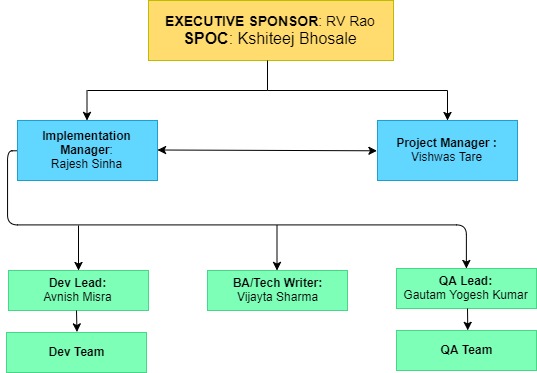 EXECUTIVE SPONSOR: RV Rao
SPOC: Kshiteej Bhosale
Implementation
Manager:
Rajesh Sinha
Project Manager :
Vishwas Tare
Dev Lead:
Avnish Misra
BA/Tech Writer:
Vijayta Sharma
QA Lead:
Gautam Yogesh Kumar
Dev Team
QA Team